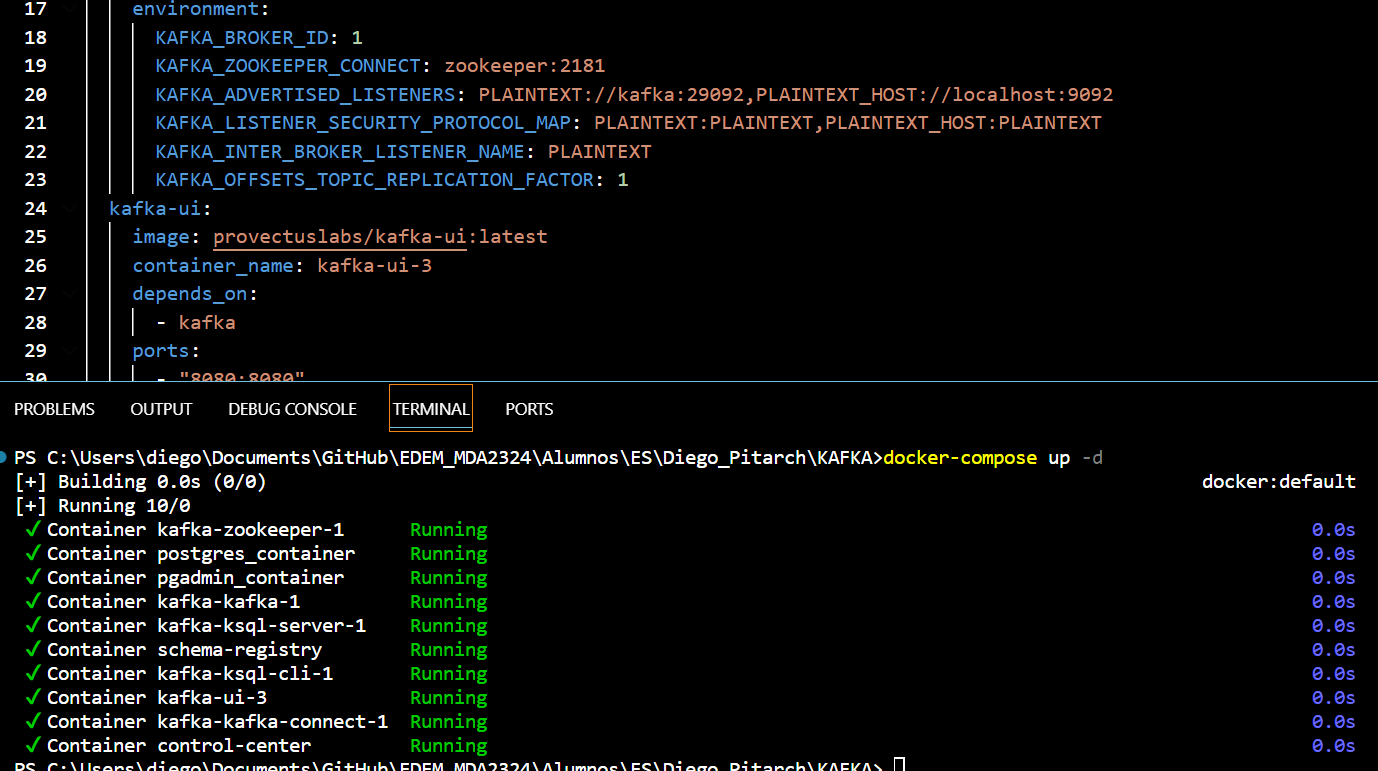 17 environment:
18 KAFKA_BROKER_ID: 1
19 KAFKA_ZOOKEEPER_CONNECT: zookeeper:2181
20 KAFKA_ADVERTISED_LISTENERS: PLAINTEXT://kafka:29092,PLAINTEXT_HOST://localhost:9092
21 KAFKA_LISTENER_SECURITY_PROTOCOL_MAP: PLAINTEXT:PLAINTEXT,PLAINTEXT_HOST:PLAINTEXT
22 KAFKA_INTER_BROKER_LISTENER_NAME: PLAINTEXT
23 KAFKA_OFFSETS_TOPIC_REPLICATION_FACTOR: 1
24 kafka-ui:
25 image: provectuslabs/kafka-ui:latest
26 container_name: kafka-ui-3
27 depends_on:
28 - kafka
29 ports:
30 - "8080:8080"
PROBLEMS OUTPUT DEBUG CONSOLE TERMINAL PORTS
PS C:\Users\diego\Documents\GitHub\EDEM_MDA2324\Alumnos\ES\Diego_Pitarch\KAFKA>docker-compose up -d
[+] Building 0.0s (0/0) docker:default
[+] Running 10/0
✓ Container kafka-zookeeper-1 Running 0.0s
✓ Container postgres_container Running 0.0s
✓ Container pgadmin_container Running 0.0s
✓ Container kafka-kafka-1 Running 0.0s
✓ Container kafka-ksql-server-1 Running 0.0s
✓ Container schema-registry Running 0.0s
✓ Container kafka-ksql-cli-1 Running 0.0s
✓ Container kafka-ui-3 Running 0.0s
✓ Container kafka-kafka-connect-1 Running 0.0s
✓ Container control-center Running 0.0s
PS C:\Users\diego\Documents\GitHub\EDEM_MDA2324\Alumnos\ES\Diego_Pitarch\KAFKA>